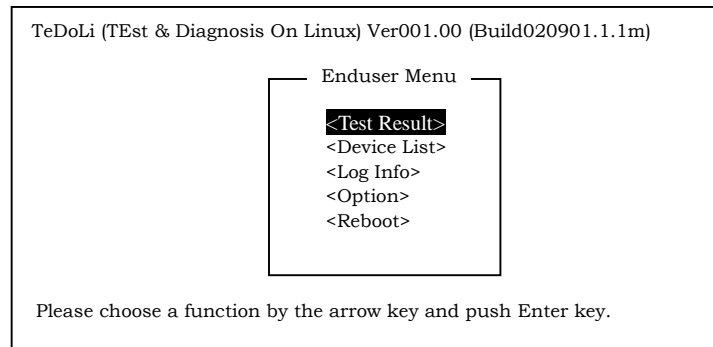 TeDoLi (TEst & Diagnosis On Linux) Ver001.00 (Build020901.1.1m)
Enduser Menu
<Test Result>
<Device List>
<Log Info>
<Option>
<Reboot>
Please choose a function by the arrow key and push Enter key.